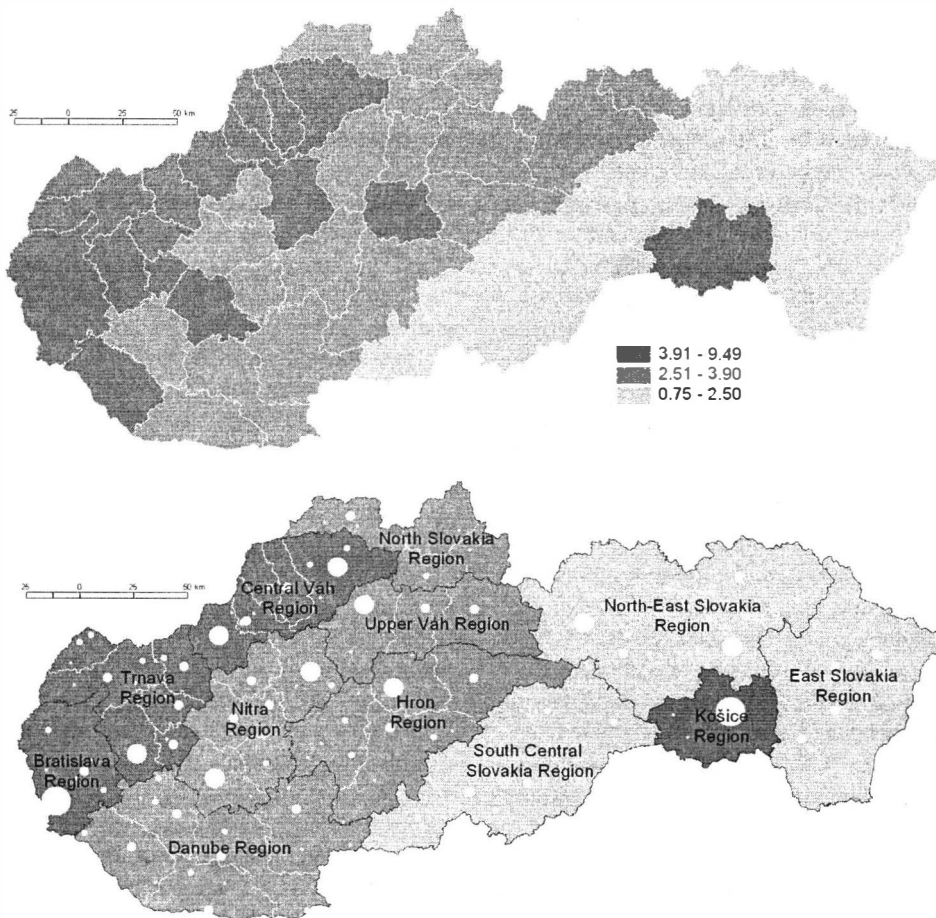 25 0 25 50 km
3.91 - 9.49
2.51 - 3.90
0.75 - 2.50
North Slovakia
Region
25 0 25 50 km
Central Váh
Region
Upper Váh Region
North-East Slovakia
Region
Trnava
Region
Nitra
Region
Hron
Region
East Slovakia
Region
Košice
Region
Bratislava
Region
South Central
Slovakia Region
Danube Region